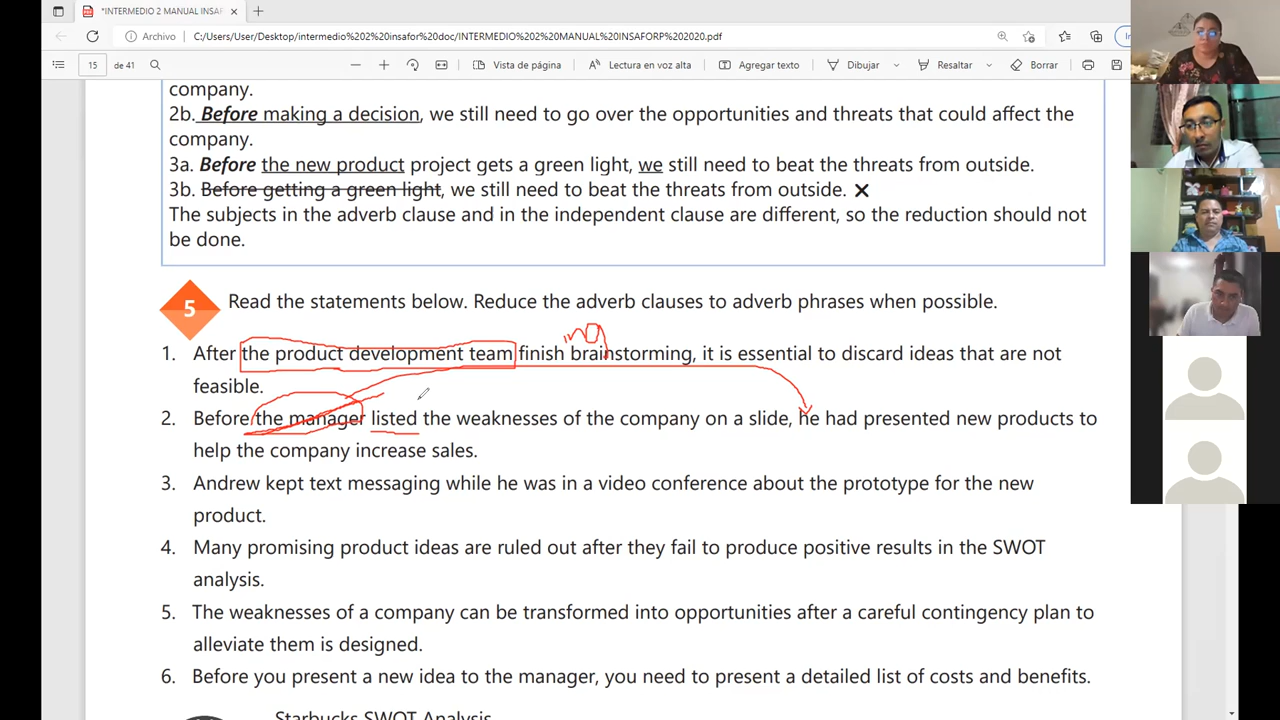 *INTERMEDIO 2 MANUAL INSAF
Archivo
C:/Users/User/Desktop/intermedio%202%20insafor%20doc/INTERMEDIO%202%20MANUAL%20INSAFORP%202020.pdf
15 de 41
Vista de página
Lectura en voz alta
Agregar texto
Dibujar
Resaltar
Borrar
company.
2b. Before making a decision, we still need to go over the opportunities and threats that could affect the
company.
3a. Before the new product project gets a green light, we still need to beat the threats from outside.
3b. Before getting a green light, we still need to beat the threats from outside. ✕
The subjects in the adverb clause and in the independent clause are different, so the reduction should not
be done.
5 Read the statements below. Reduce the adverb clauses to adverb phrases when possible.
ing
1. After the product development team finish brainstorming, it is essential to discard ideas that are not
feasible.
2. Before the manager listed the weaknesses of the company on a slide, he had presented new products to
help the company increase sales.
3. Andrew kept text messaging while he was in a video conference about the prototype for the new
product.
4. Many promising product ideas are ruled out after they fail to produce positive results in the SWOT
analysis.
5. The weaknesses of a company can be transformed into opportunities after a careful contingency plan to
alleviate them is designed.
6. Before you present a new idea to the manager, you need to present a detailed list of costs and benefits.
Starbucks SWOT Analysis